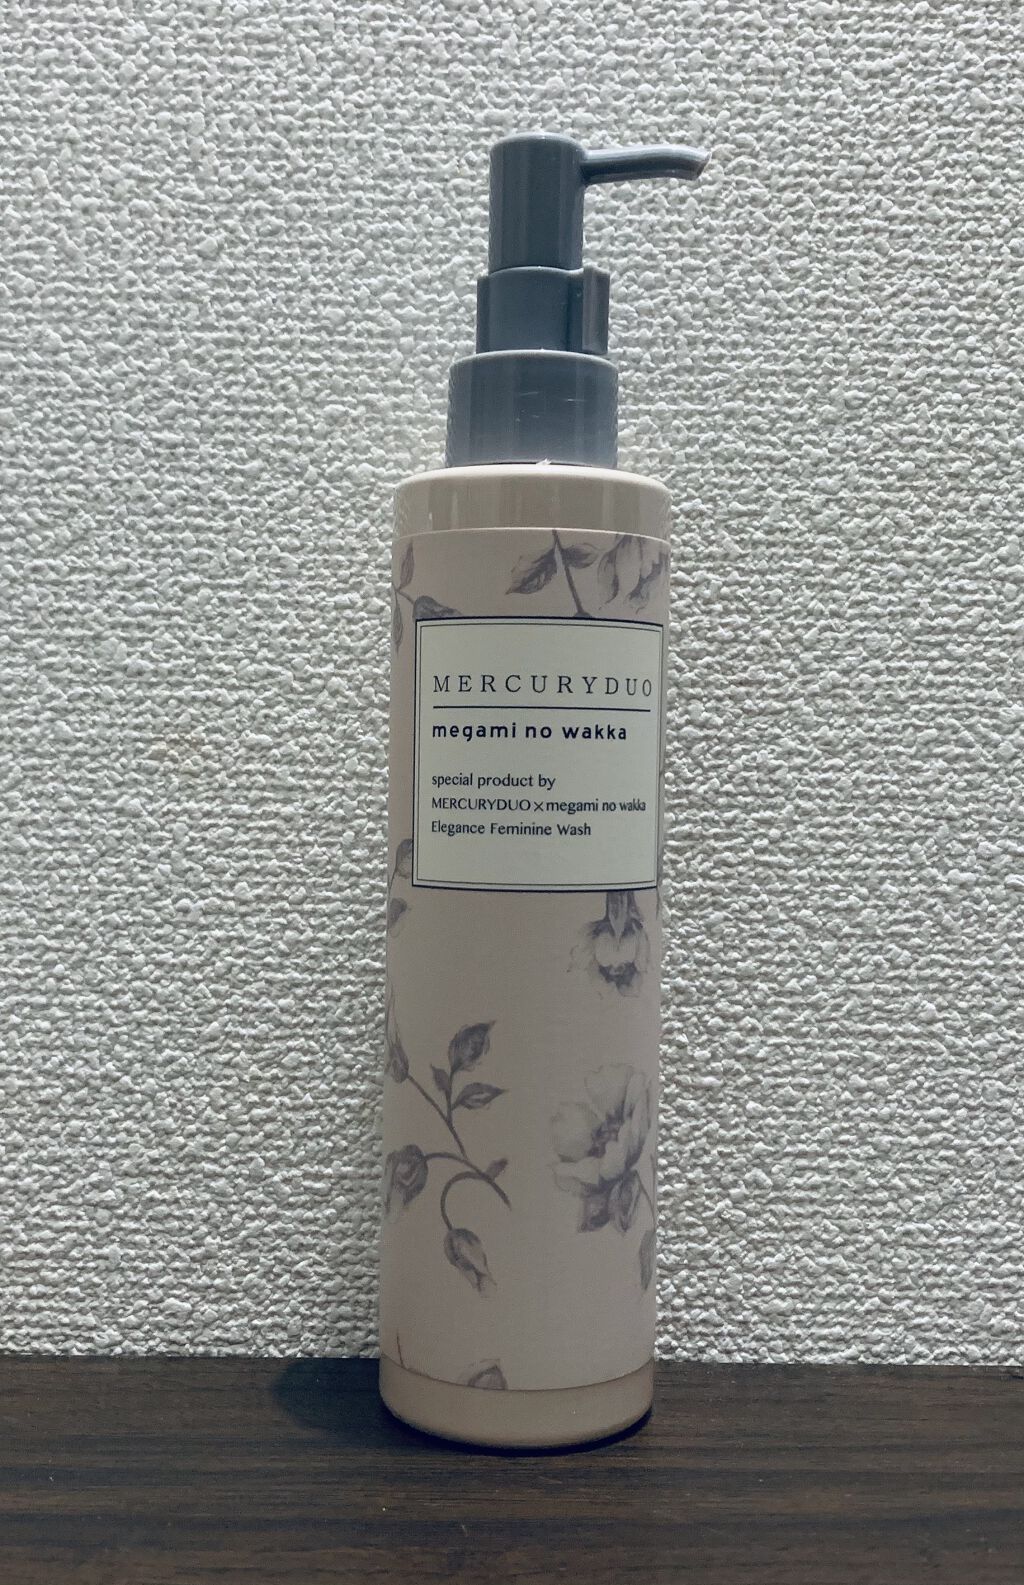 MERCURYDUO
megami no wakka
special product by
MERCURYDUO×megami no wakka
Elegance Feminine Wash